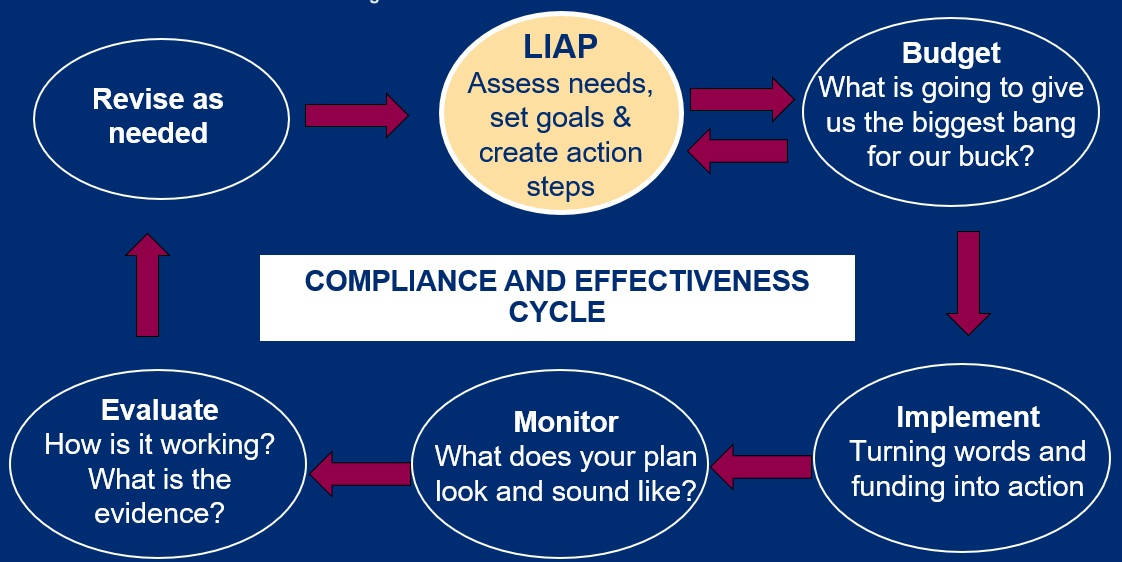 Revise as
needed
LIAP
Assess needs,
set goals &
create action
steps
Budget
What is going to give
us the biggest bang
for our buck?
COMPLIANCE AND EFFECTIVENESS
CYCLE
Evaluate
How is it working?
What is the
evidence?
Monitor
What does your plan
look and sound like?
Implement
Turning words and
funding into action